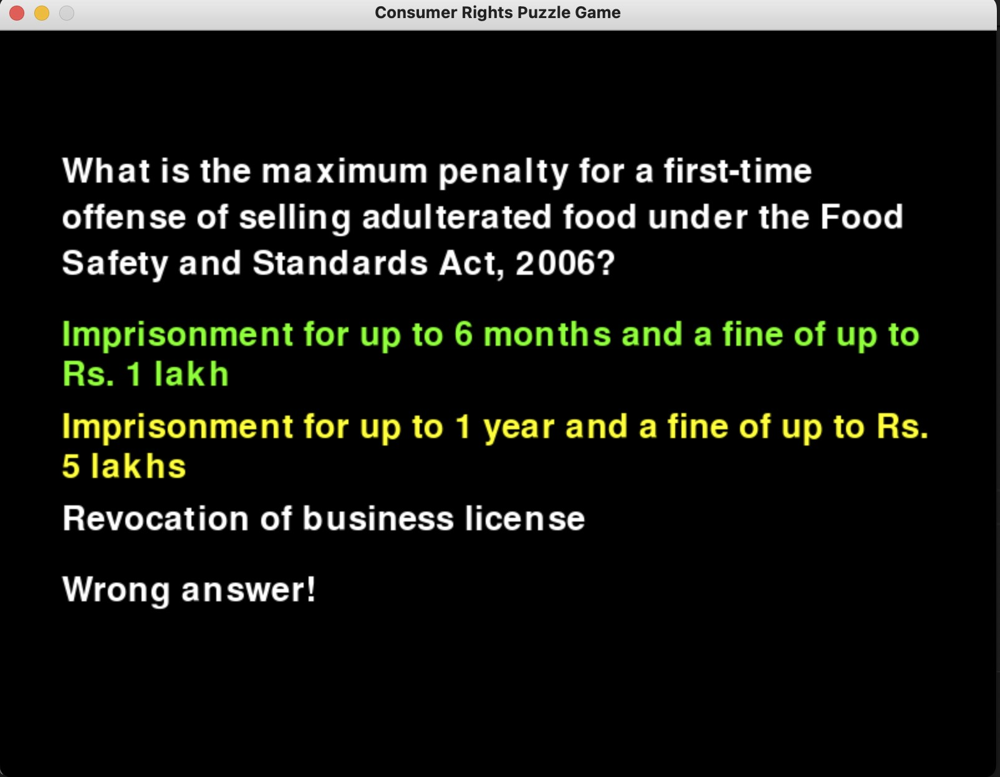 Consumer Rights Puzzle Game
What is the maximum penalty for a first-time
offense of selling adulterated food under the Food
Safety and Standards Act, 2006?
Imprisonment for up to 6 months and a fine of up to
Rs. 1 lakh
Imprisonment for up to 1 year and a fine of up to Rs.
5 lakhs
Revocation of business license
Wrong answer!